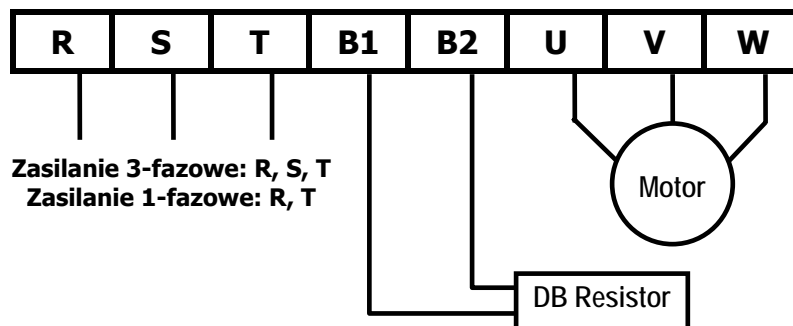 R S T B1 B2 U V W
Zasilanie 3-fazowe: R, S, T
Zasilanie 1-fazowe: R, T
Motor
DB Resistor